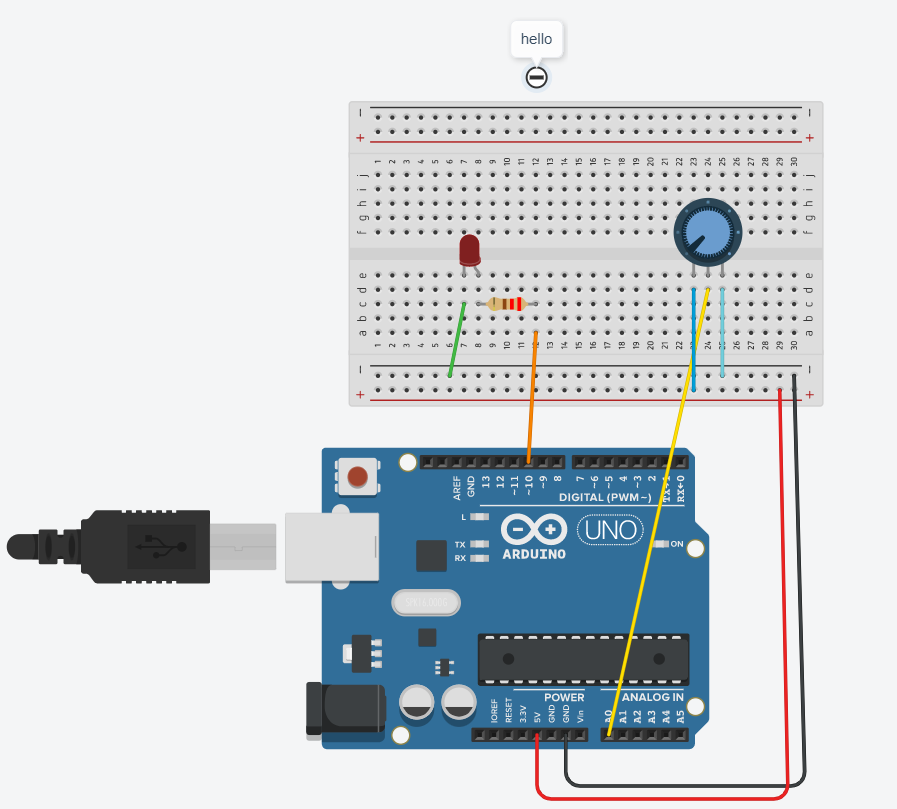 hello
− −
+ +
1 2 3 4 5 6 7 8 9 10 11 12 13 14 15 16 17 18 19 20 21 22 23 24 25 26 27 28 29 30
j j
i i
h h
g g
f f
e e
d d
c c
b b
a a
1 2 3 4 5 6 7 8 9 10 11 12 13 14 15 16 17 18 19 20 21 22 23 24 25 26 27 28 29 30
− −
+ +
AREF GND 13 12 ~11 ~10 ~9 8 7 ~6 ~5 4 ~3 2 TX→1 RX←0
DIGITAL (PWM~)
L
TX
RX
ARDUINO
UNO
ON
POWER
ANALOG IN
IOREF RESET 3.3V 5V GND GND Vin A0 A1 A2 A3 A4 A5